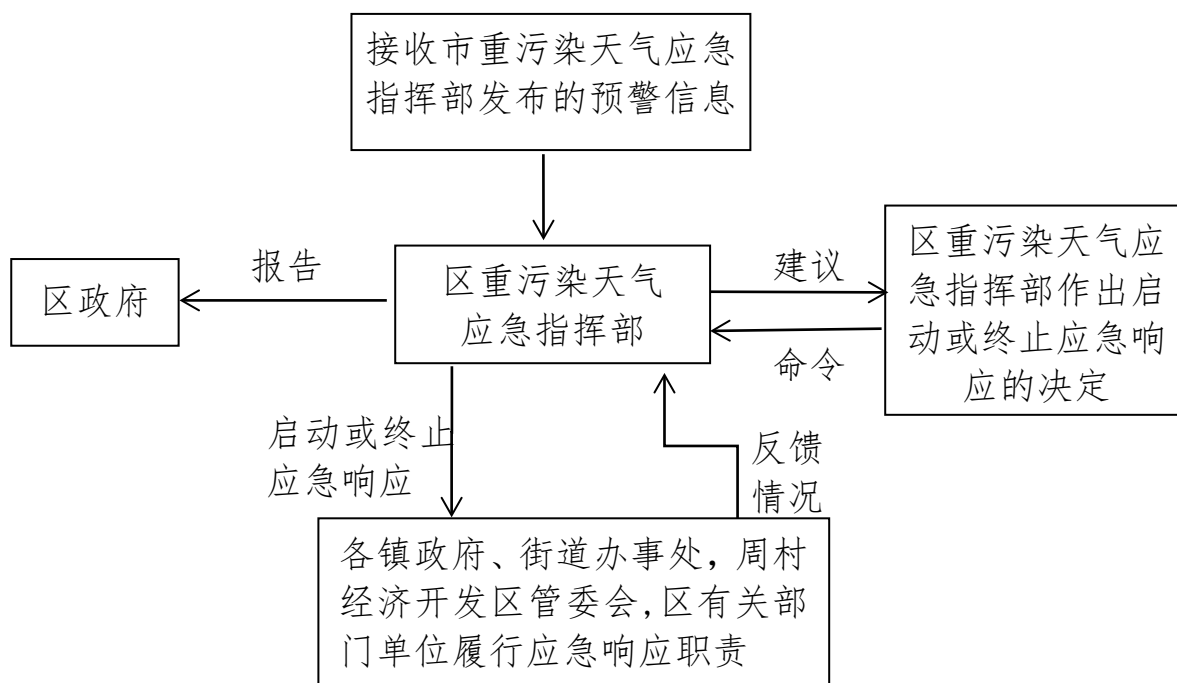 接收市重污染天气应急
指挥部发布的预警信息
区政府
报告
区重污染天气
应急指挥部
建议
命令
区重污染天气应
急指挥部作出启
动或终止应急响
应的决定
启动或终止
应急响应
反馈
情况
各镇政府、街道办事处，周村
经济开发区管委会,区有关部
门单位履行应急响应职责